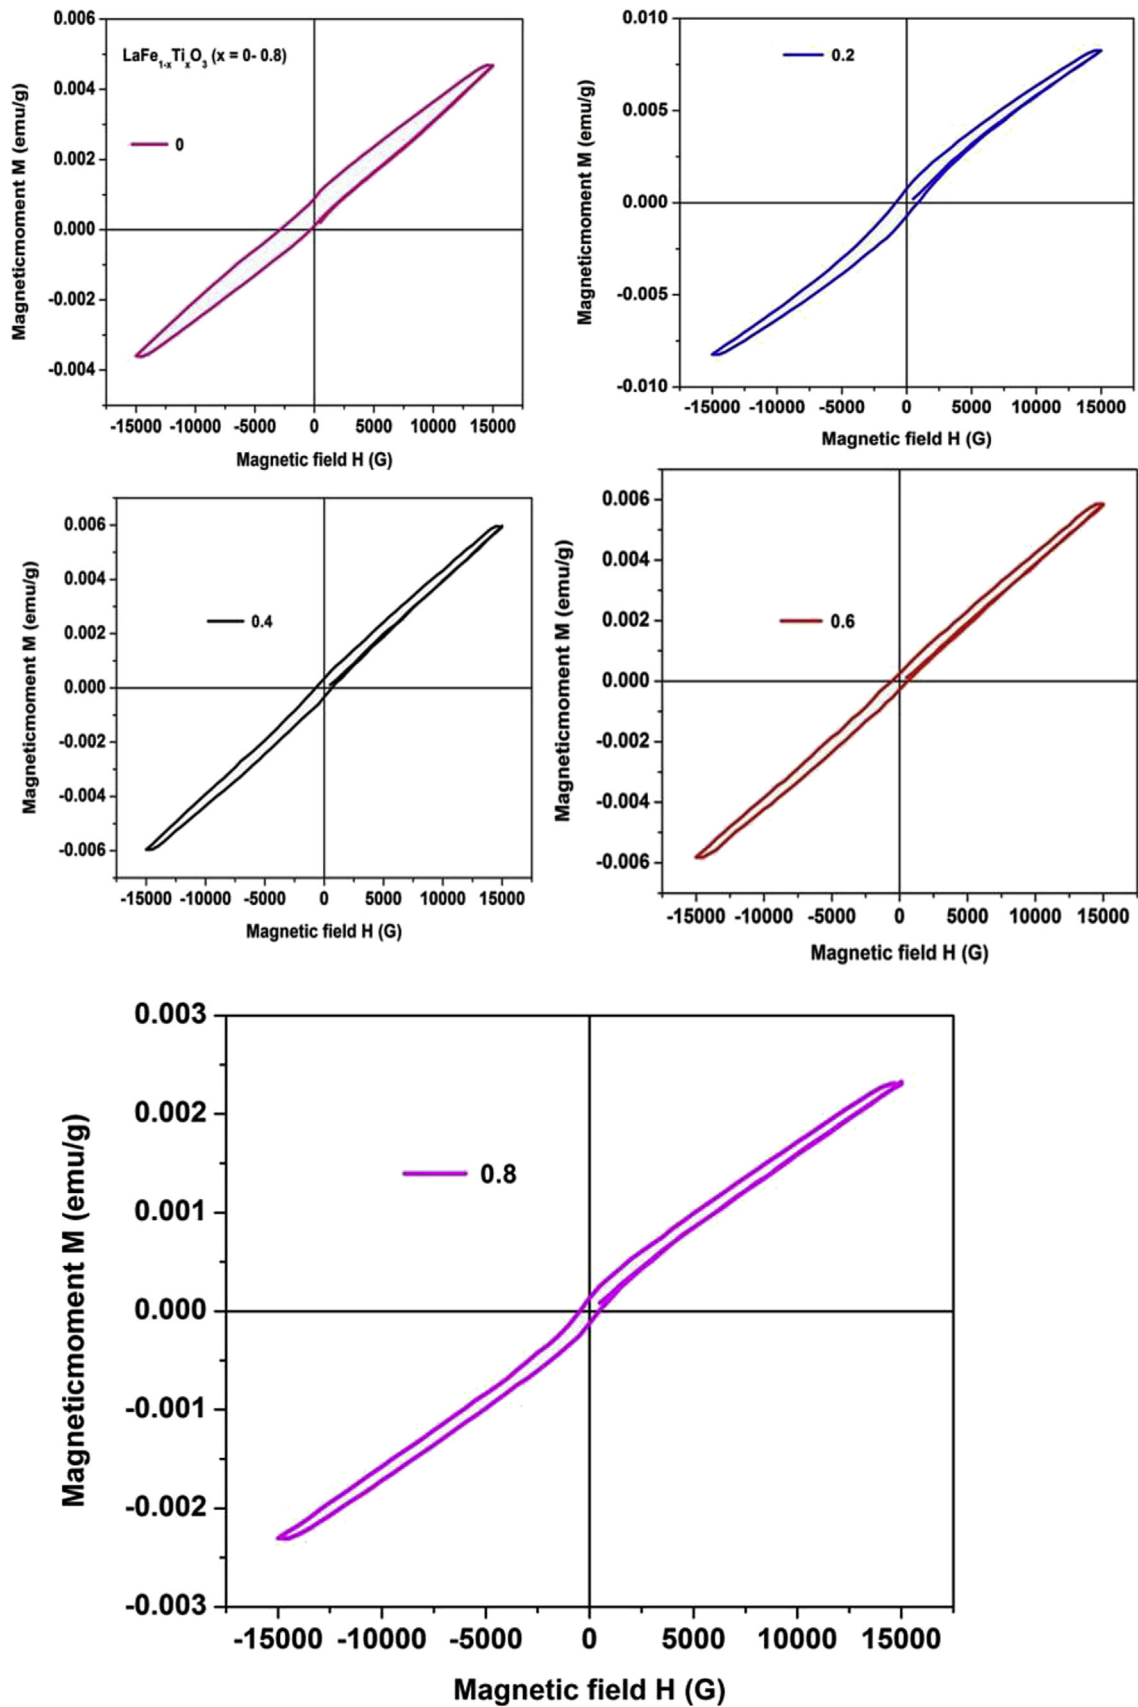 0.006
0.004
0.002
0.000
-0.002
-0.004
Magneticmoment M (emu/g)
LaFe1-xTixO3 (x = 0- 0.8)
0
-15000 -10000 -5000 0 5000 10000 15000
Magnetic field H (G)
0.010
0.005
0.000
-0.005
-0.010
Magneticmoment M (emu/g)
0.2
-15000 -10000 -5000 0 5000 10000 15000
Magnetic field H (G)
0.006
0.004
0.002
0.000
-0.002
-0.004
-0.006
Magneticmoment M (emu/g)
0.4
-15000 -10000 -5000 0 5000 10000 15000
Magnetic field H (G)
0.006
0.004
0.002
0.000
-0.002
-0.004
-0.006
Magneticmoment M (emu/g)
0.6
-15000 -10000 -5000 0 5000 10000 15000
Magnetic field H (G)
0.003
0.002
0.001
0.000
-0.001
-0.002
-0.003
Magneticmoment M (emu/g)
0.8
-15000 -10000 -5000 0 5000 10000 15000
Magnetic field H (G)